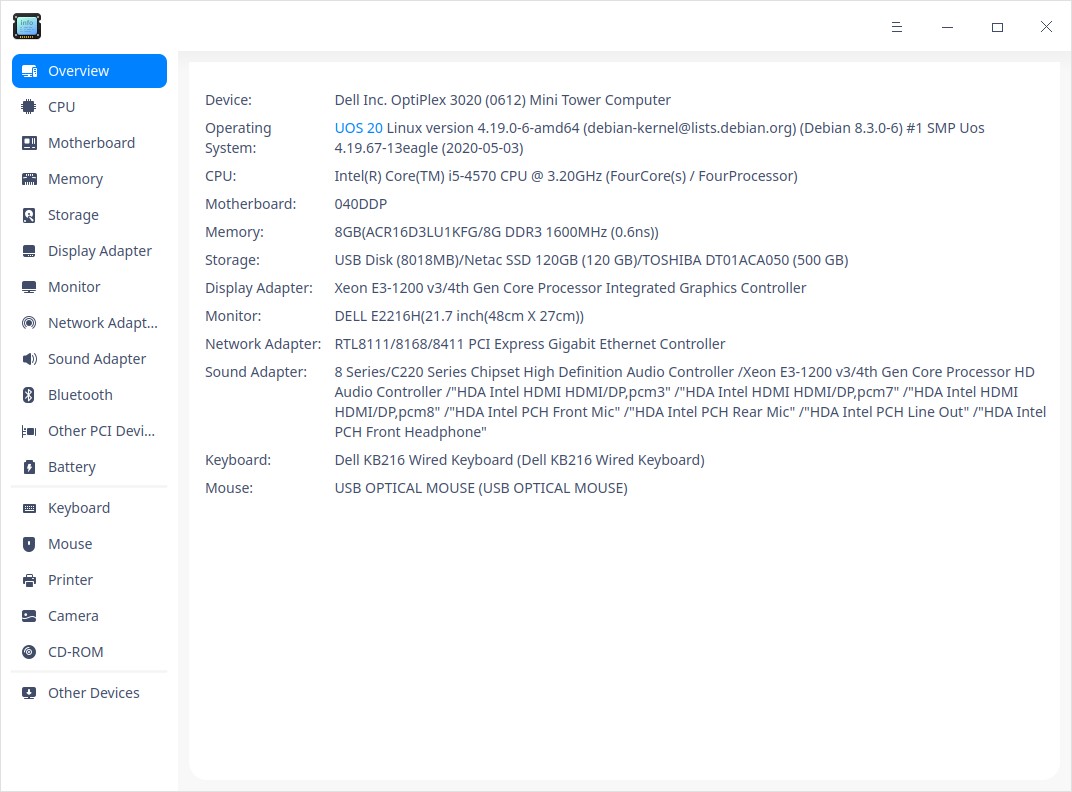 info
Overview
CPU
Motherboard
Memory
Storage
Display Adapter
Monitor
Network Adapt...
Sound Adapter
Bluetooth
Other PCI Devi...
Battery
Keyboard
Mouse
Printer
Camera
CD-ROM
Other Devices
Device: Dell Inc. OptiPlex 3020 (0612) Mini Tower Computer
Operating System: UOS 20 Linux version 4.19.0-6-amd64 (debian-kernel@lists.debian.org) (Debian 8.3.0-6) #1 SMP Uos
4.19.67-13eagle (2020-05-03)
CPU: Intel(R) Core(TM) i5-4570 CPU @ 3.20GHz (FourCore(s) / FourProcessor)
Motherboard: 040DDP
Memory: 8GB(ACR16D3LU1KFG/8G DDR3 1600MHz (0.6ns))
Storage: USB Disk (8018MB)/Netac SSD 120GB (120 GB)/TOSHIBA DT01ACA050 (500 GB)
Display Adapter: Xeon E3-1200 v3/4th Gen Core Processor Integrated Graphics Controller
Monitor: DELL E2216H(21.7 inch(48cm X 27cm))
Network Adapter: RTL8111/8168/8411 PCI Express Gigabit Ethernet Controller
Sound Adapter: 8 Series/C220 Series Chipset High Definition Audio Controller /Xeon E3-1200 v3/4th Gen Core Processor HD
Audio Controller /"HDA Intel HDMI HDMI/DP,pcm3" /"HDA Intel HDMI HDMI/DP,pcm7" /"HDA Intel HDMI
HDMI/DP,pcm8" /"HDA Intel PCH Front Mic" /"HDA Intel PCH Rear Mic" /"HDA Intel PCH Line Out" /"HDA Intel
PCH Front Headphone"
Keyboard: Dell KB216 Wired Keyboard (Dell KB216 Wired Keyboard)
Mouse: USB OPTICAL MOUSE (USB OPTICAL MOUSE)